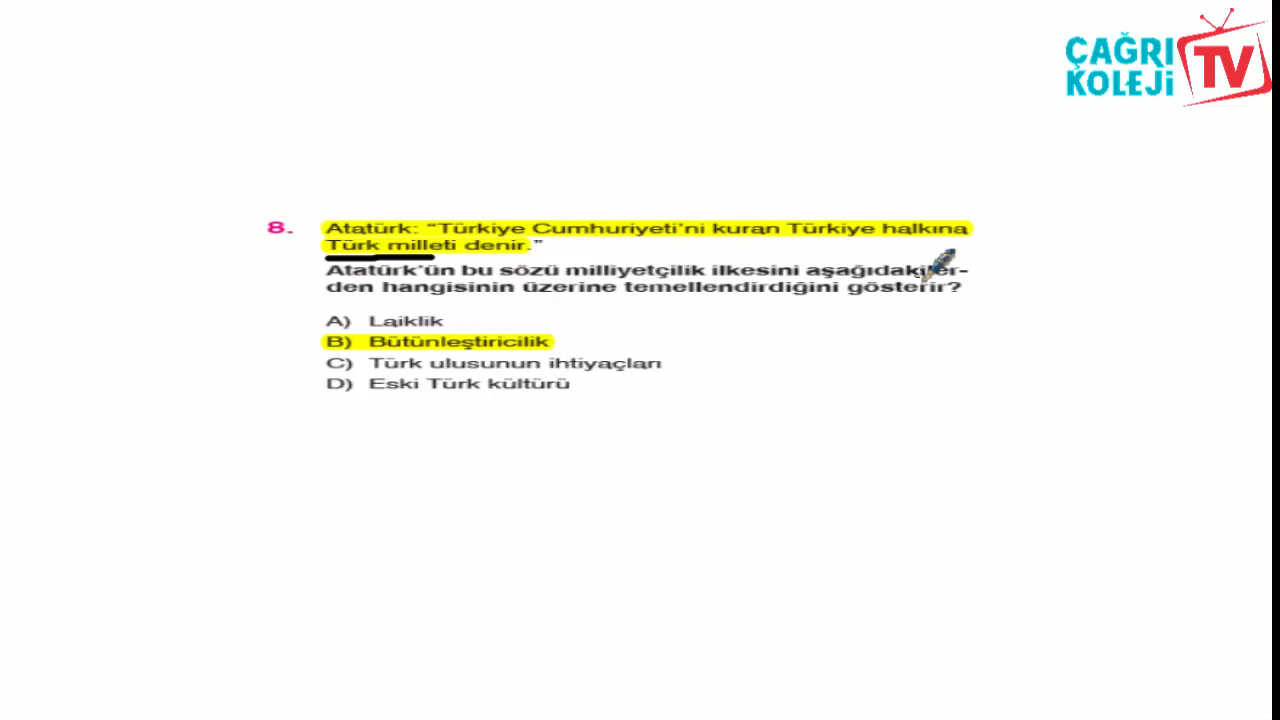 ÇAĞRI
KOLEJİ
TV
8. Atatürk: "Türkiye Cumhuriyeti'ni kuran Türkiye halkına
Türk milleti denir."
Atatürk'ün bu sözü milliyetçilik ilkesini aşağıdakiler-
den hangisinin üzerine temellendirdiğini gösterir?
A) Laiklik
B) Bütünleştiricilik
C) Türk ulusunun ihtiyaçları
D) Eski Türk kültürü